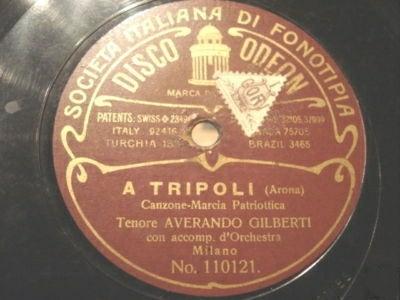 SOCIETÀ ITALIANA DI FONOTIPIA
DISCO ODEON
MARCA
PATENTS: SWISS
ITALY 92416
TURCHIA
BRAZIL 3465
A TRIPOLI (Arona)
Canzone-Marcia Patriottica
Tenore AVERANDO GILBERTI
con accomp. d'Orchestra
Milano
No. 110121.